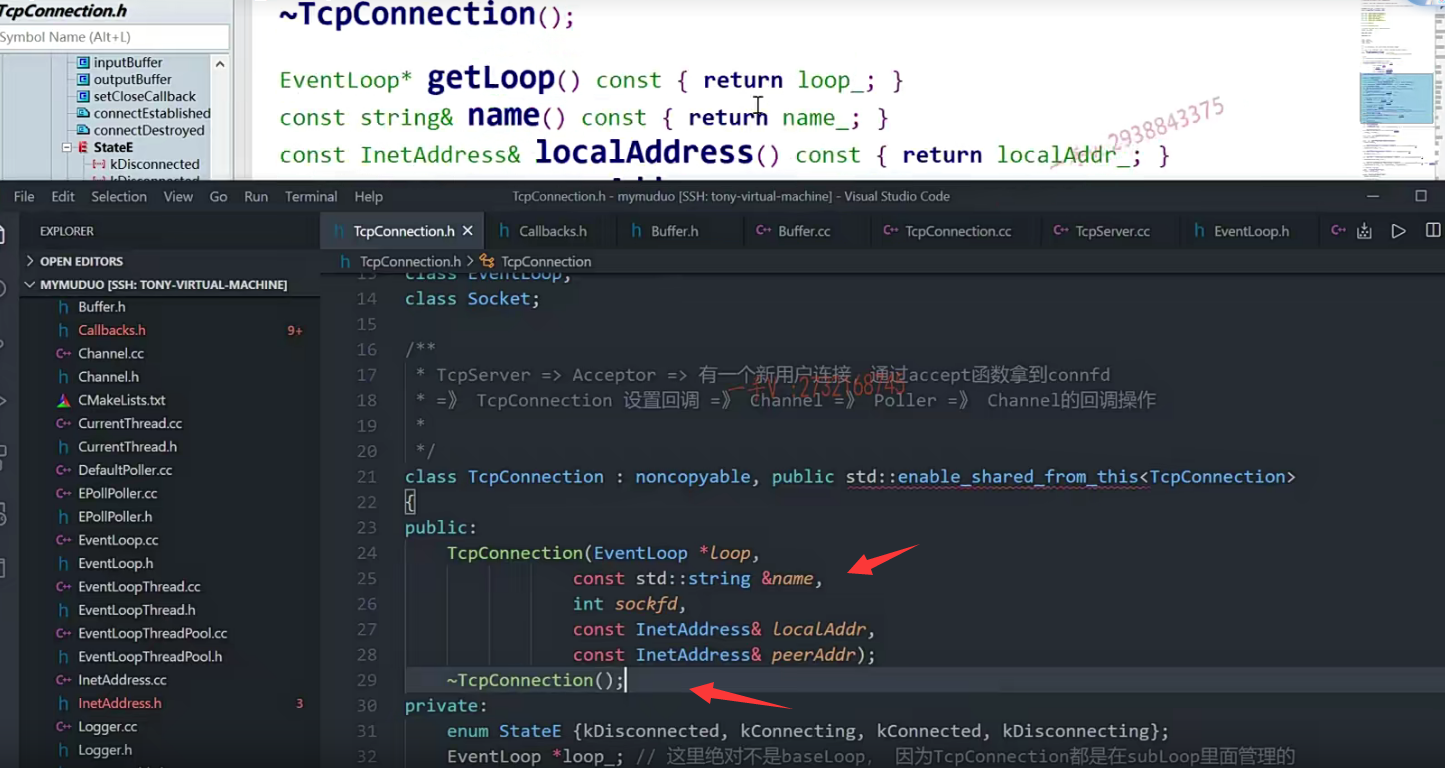 TcpConnection.h
~TcpConnection();
Symbol Name (Alt+L)
inputBuffer
outputBuffer
setCloseCallback
connectEstablished
connectDestroyed
StateE
kDisconnected
kDisconnected
EventLoop* getLoop() const { return loop_; }
const string& name() const { return name_; }
const InetAddress& localAddress() const { return localAddr_; }
2938843375
File Edit Selection View Go Run Terminal Help
TcpConnection.h - mymuduo [SSH: tony-virtual-machine] - Visual Studio Code
EXPLORER
TcpConnection.h Callbacks.h Buffer.h Buffer.cc TcpConnection.cc TcpServer.cc EventLoop.h
OPEN EDITORS
MYMUDUO [SSH: TONY-VIRTUAL-MACHINE]
Buffer.h
Callbacks.h 9+
Channel.cc
Channel.h
CMakeLists.txt
CurrentThread.cc
CurrentThread.h
DefaultPoller.cc
EPollPoller.cc
EPollPoller.h
EventLoop.cc
EventLoop.h
EventLoopThread.cc
EventLoopThread.h
EventLoopThreadPool.cc
EventLoopThreadPool.h
InetAddress.cc
InetAddress.h 3
Logger.cc
Logger.h
TcpConnection.h > TcpConnection
13 class EventLoop;
14 class Socket;
15
16 /**
17 * TcpServer => Acceptor => 有一个新用户连接，通过accept函数拿到connfd
18 * =》 TcpConnection 设置回调 =》 Channel =》 Poller =》 Channel的回调操作
19 *
20 */
一手V :2732168745
21 class TcpConnection : noncopyable, public std::enable_shared_from_this<TcpConnection>
22 {
23 public:
24 TcpConnection(EventLoop *loop,
25 const std::string &name,
26 int sockfd,
27 const InetAddress& localAddr,
28 const InetAddress& peerAddr);
29 ~TcpConnection();
30 private:
31 enum StateE {kDisconnected, kConnecting, kConnected, kDisconnecting};
32 EventLoop *loop_; // 这里绝对不是baseLoop， 因为TcpConnection都是在subLoop里面管理的